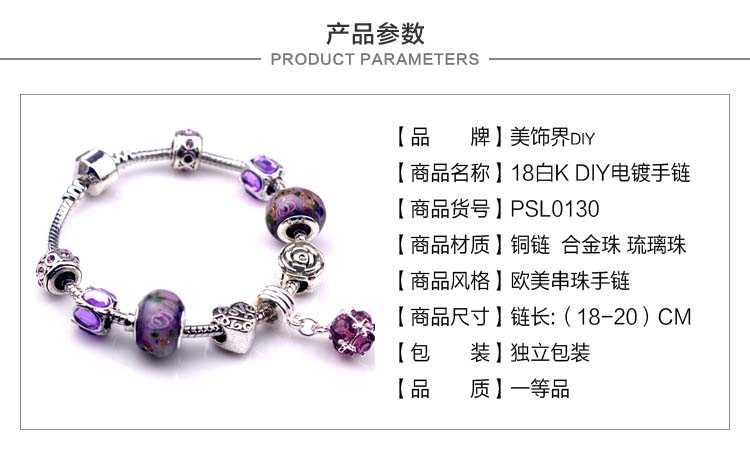 产品参数
PRODUCT PARAMETERS
【品　　牌】美饰界DIY
【商品名称】18白K DIY电镀手链
【商品货号】PSL0130
【商品材质】铜链 合金珠 琉璃珠
【商品风格】欧美串珠手链
【商品尺寸】链长:（18-20）CM
【包　　装】独立包装
【品　　质】一等品